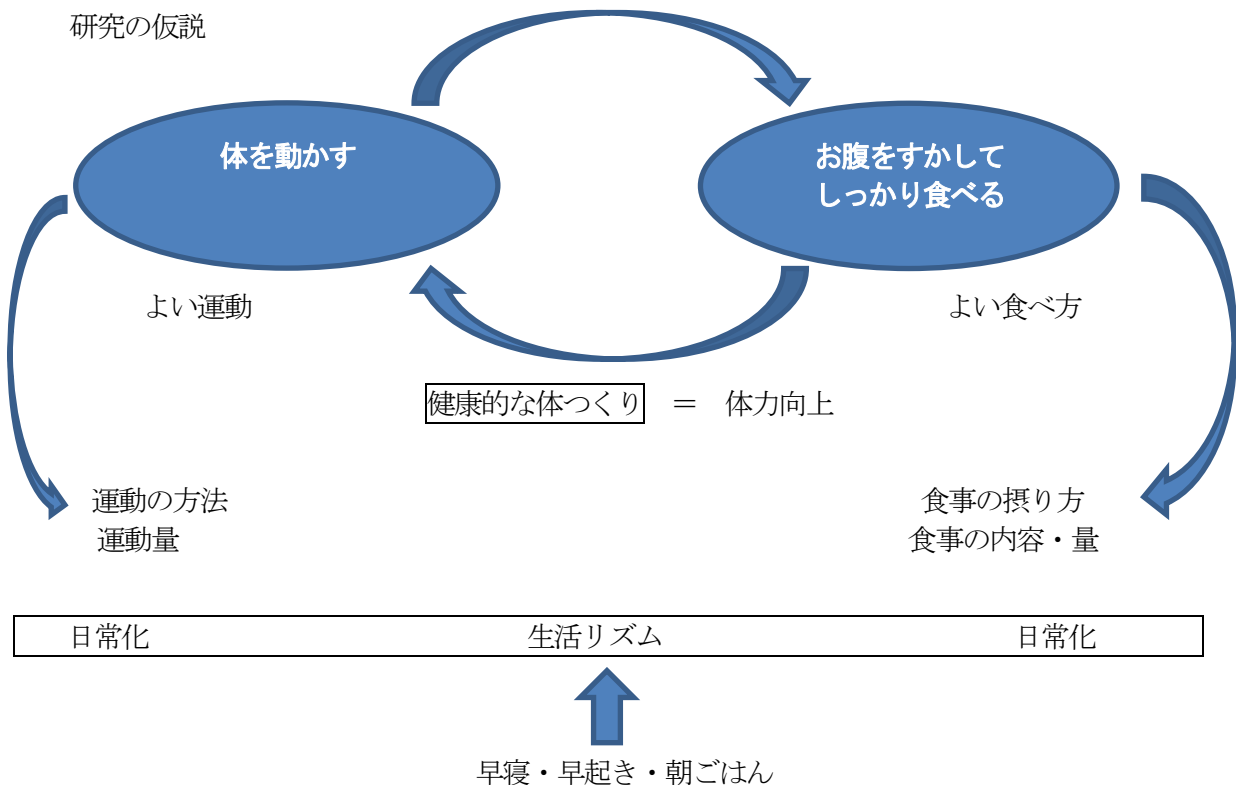 研究の仮説
体を動かす
お腹をすかして
しっかり食べる
よい運動
よい食べ方
健康的な体つくり ＝ 体力向上
運動の方法
運動量
食事の摂り方
食事の内容・量
日常化 生活リズム 日常化
早寝・早起き・朝ごはん